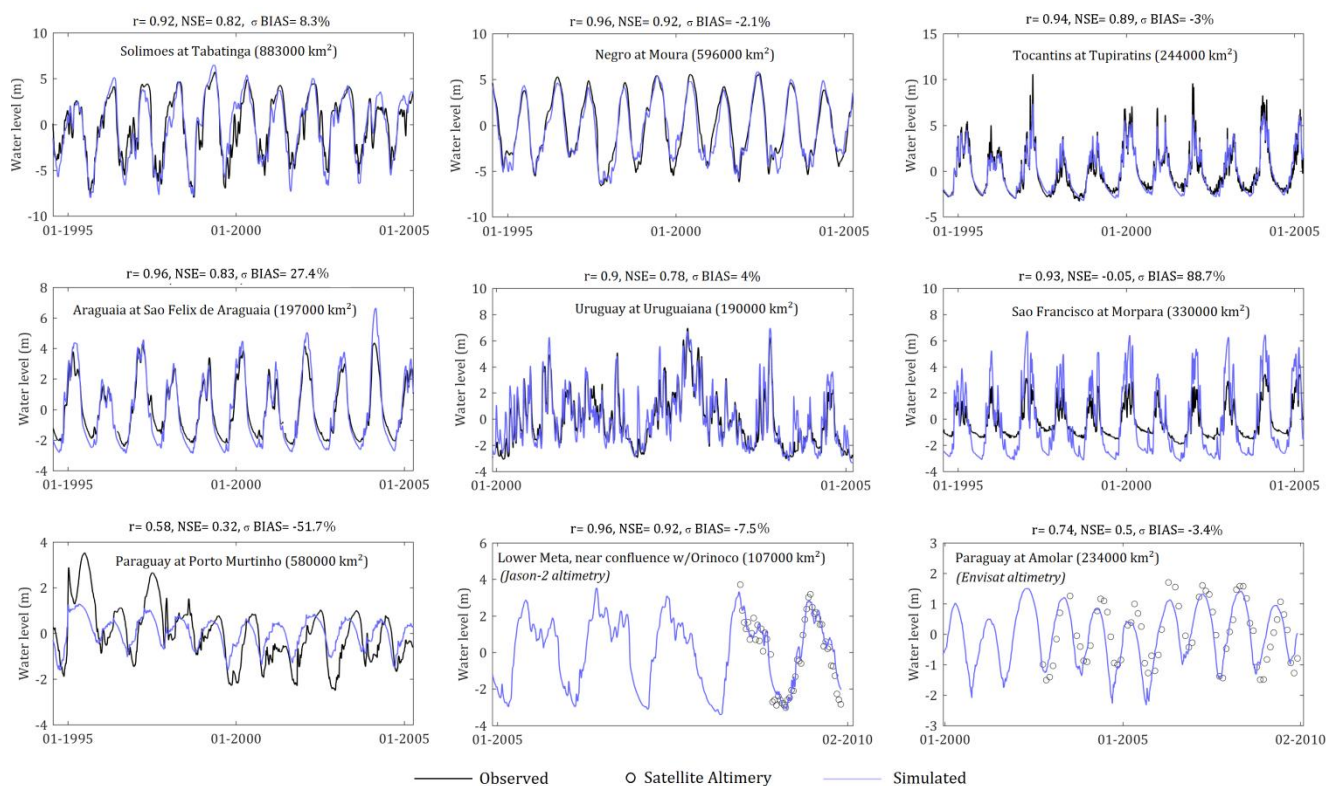 r= 0.92, NSE= 0.82, σ BIAS= 8.3%
Solimoes at Tabatinga (883000 km²)
Water level (m)
10
5
0
-5
-10
01-1995
01-2000
01-2005
r= 0.96, NSE= 0.92, σ BIAS= -2.1%
Negro at Moura (596000 km²)
Water level (m)
10
5
0
-5
-10
01-1995
01-2000
01-2005
r= 0.94, NSE= 0.89, σ BIAS= -3%
Tocantins at Tupiratins (244000 km²)
Water level (m)
15
10
5
0
-5
01-1995
01-2000
01-2005
r= 0.96, NSE= 0.83, σ BIAS= 27.4%
Araguaia at Sao Felix de Araguaia (197000 km²)
Water level (m)
8
6
4
2
0
-2
-4
01-1995
01-2000
01-2005
r= 0.9, NSE= 0.78, σ BIAS= 4%
Uruguay at Uruguaiana (190000 km²)
Water level (m)
10
8
6
4
2
0
-2
-4
01-2000
01-2005
r= 0.93, NSE= -0.05, σ BIAS= 88.7%
Sao Francisco at Morpara (330000 km²)
Water level (m)
10
8
6
4
2
0
-2
-4
01-1995
01-2000
01-2005
r= 0.58, NSE= 0.32, σ BIAS= -51.7%
Paraguay at Porto Murtinho (580000 km²)
Water level (m)
4
2
0
-2
-4
01-1995
01-2000
01-2005
r= 0.96, NSE= 0.92, σ BIAS= -7.5%
Lower Meta, near confluence w/Orinoco (107000 km²)
(Jason-2 altimetry)
Water level (m)
6
4
2
0
-2
-4
01-2005
02-2010
r= 0.74, NSE= 0.5, σ BIAS= -3.4%
Paraguay at Amolar (234000 km²)
(Envisat altimetry)
Water level (m)
3
2
1
0
-1
-2
-3
01-2000
01-2005
02-2010
Observed
Satellite Altimery
Simulated